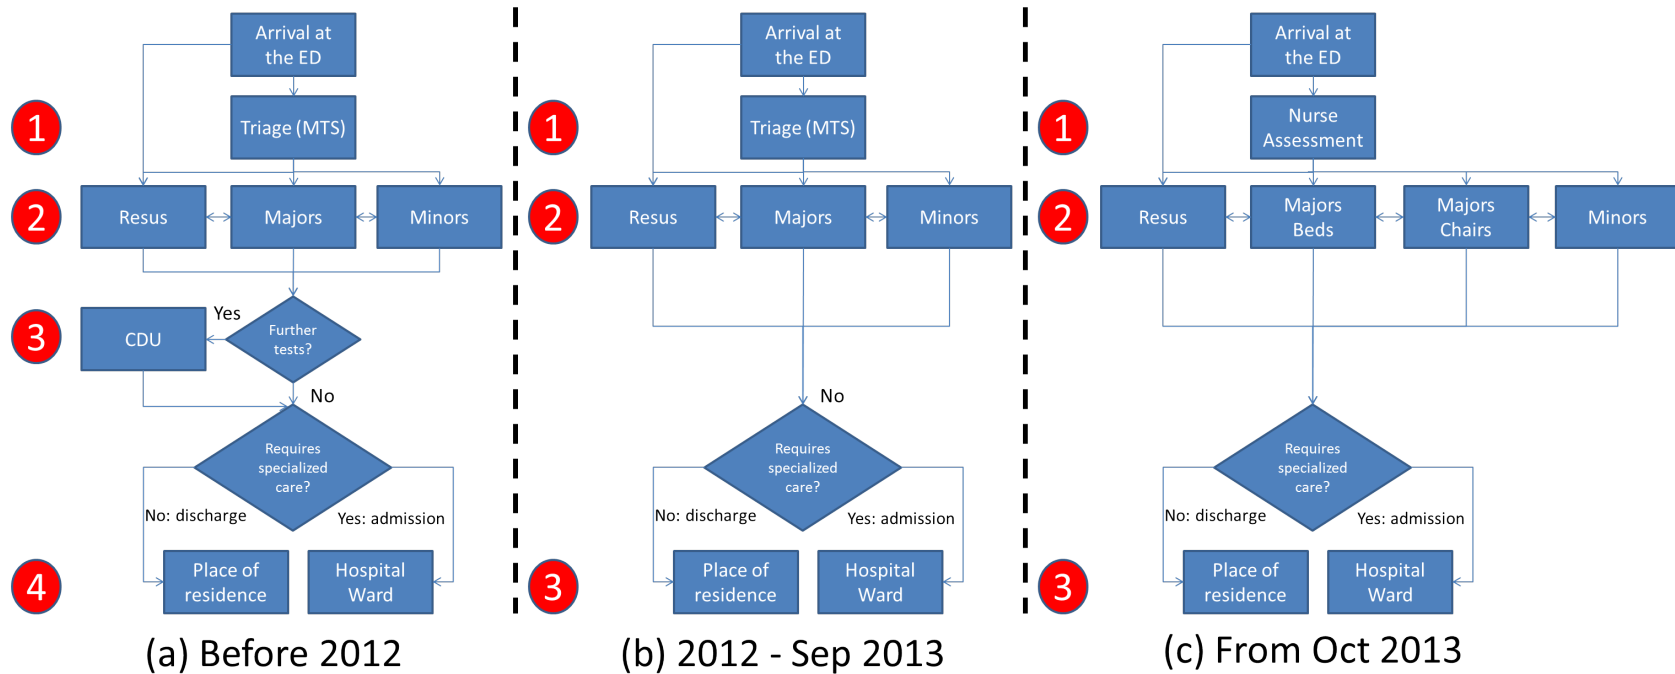 Arrival at
the ED
1
Triage (MTS)
2
Resus
Majors
Minors
3
CDU
Yes
Further
tests?
No
Requires
specialized
care?
No: discharge
Yes: admission
4
Place of
residence
Hospital
Ward
(a) Before 2012
Arrival at
the ED
1
Triage (MTS)
2
Resus
Majors
Minors
No
Requires
specialized
care?
No: discharge
Yes: admission
3
Place of
residence
Hospital
Ward
(b) 2012 - Sep 2013
Arrival at
the ED
1
Nurse
Assessment
2
Resus
Majors
Beds
Majors
Chairs
Minors
Requires
specialized
care?
No: discharge
Yes: admission
3
Place of
residence
Hospital
Ward
(c) From Oct 2013